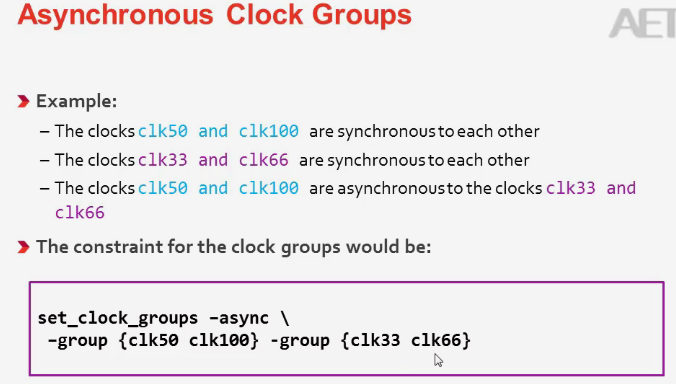 Asynchronous Clock Groups
AET
Example:
– The clocks clk50 and clk100 are synchronous to each other
– The clocks clk33 and clk66 are synchronous to each other
– The clocks clk50 and clk100 are asynchronous to the clocks clk33 and
clk66
The constraint for the clock groups would be:
set_clock_groups –async \
–group {clk50 clk100} -group {clk33 clk66}